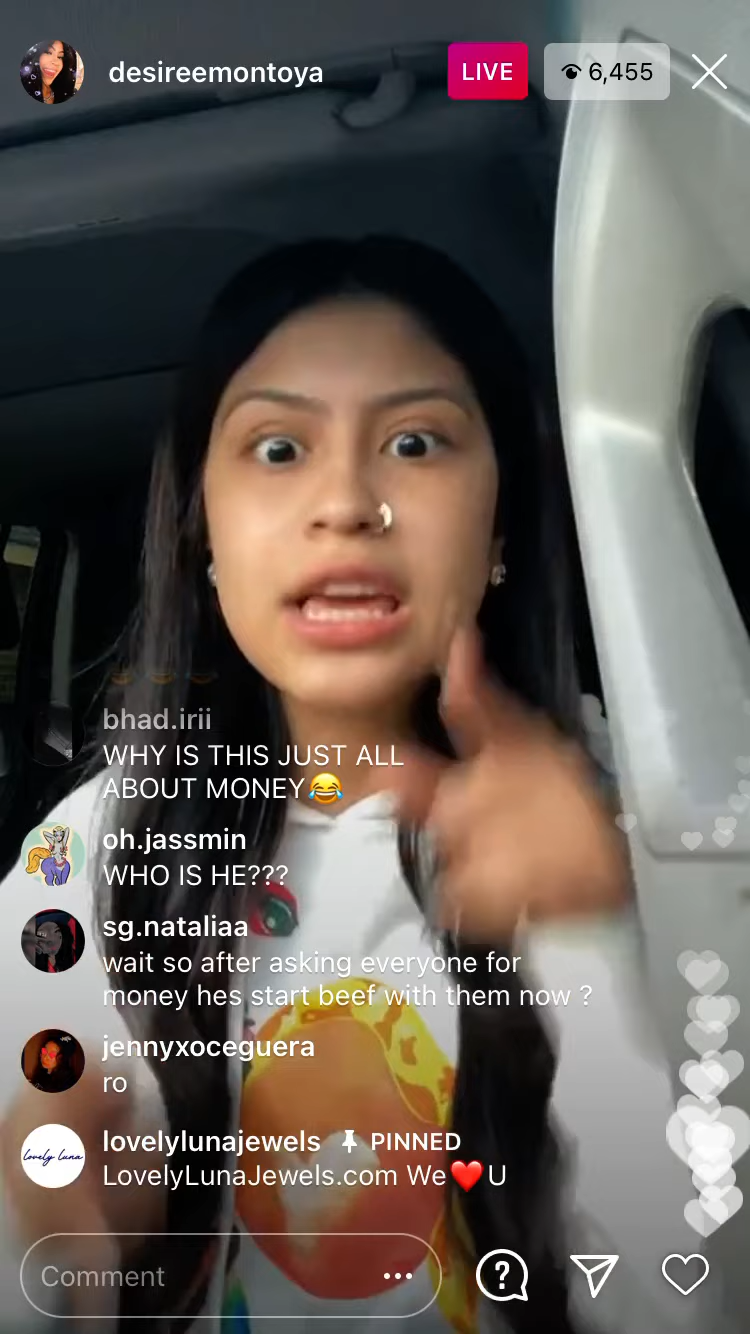 desireemontoya
LIVE
6,455
bhad.irii
WHY IS THIS JUST ALL
ABOUT MONEY😂
oh.jassmin
WHO IS HE???
sg.nataliaa
wait so after asking everyone for
money hes start beef with them now ?
jennyxoceguera
ro
lovely luna
lovelylunajewels PINNED
LovelyLunaJewels.com We❤️U
Comment